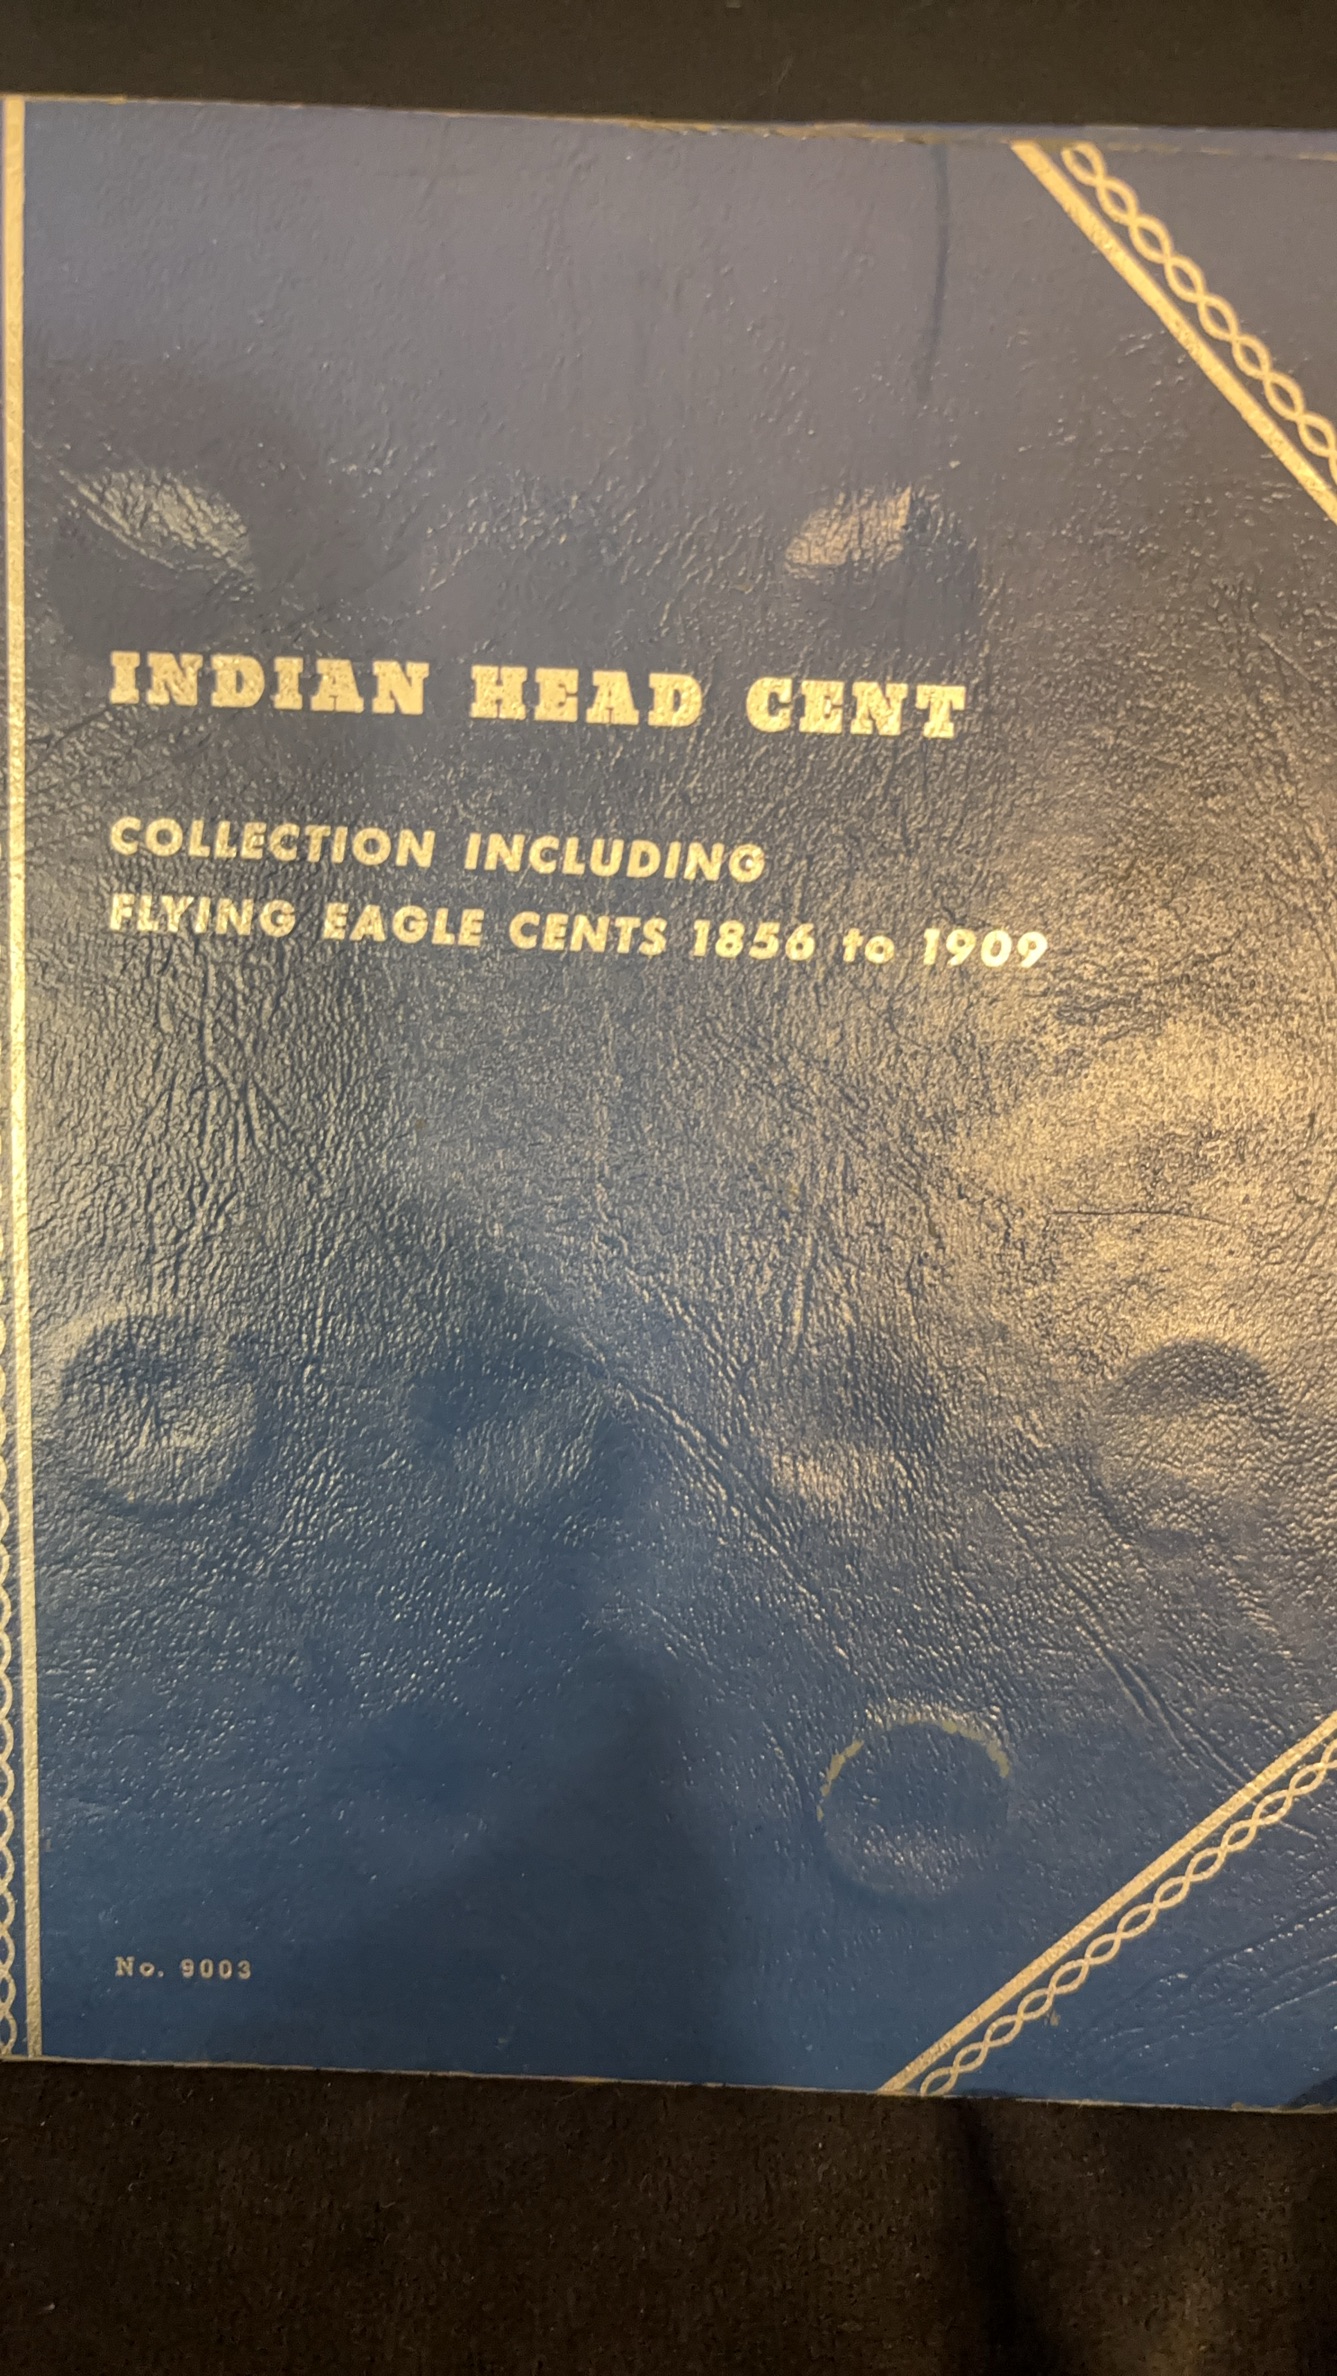 INDIAN HEAD CENT
COLLECTION INCLUDING
FLYING EAGLE CENTS 1856 to 1909
No. 9003